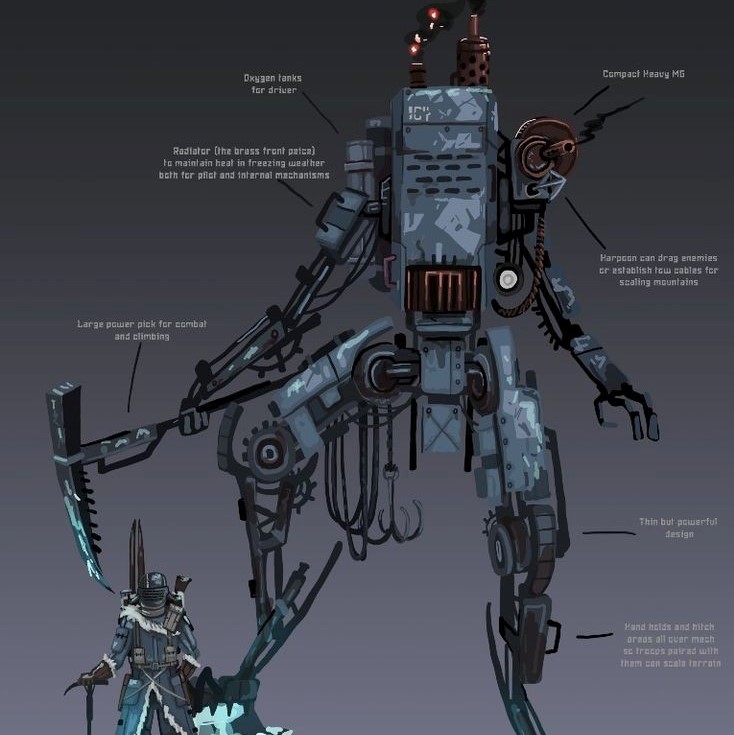 Oxygen tanks
for driver
Compact Heavy MG
104
Radiator (the brass front peice)
to maintain heat in freezing weather
both for pilot and internal mechanisms
Harpoon can drag enemies
or establish tow cables for
scaling mountains
Large power pick for combat
and climbing
Thin but powerful
design
Hand holds and hitch
areas all over mech
so troops paired with
them can scale terrain